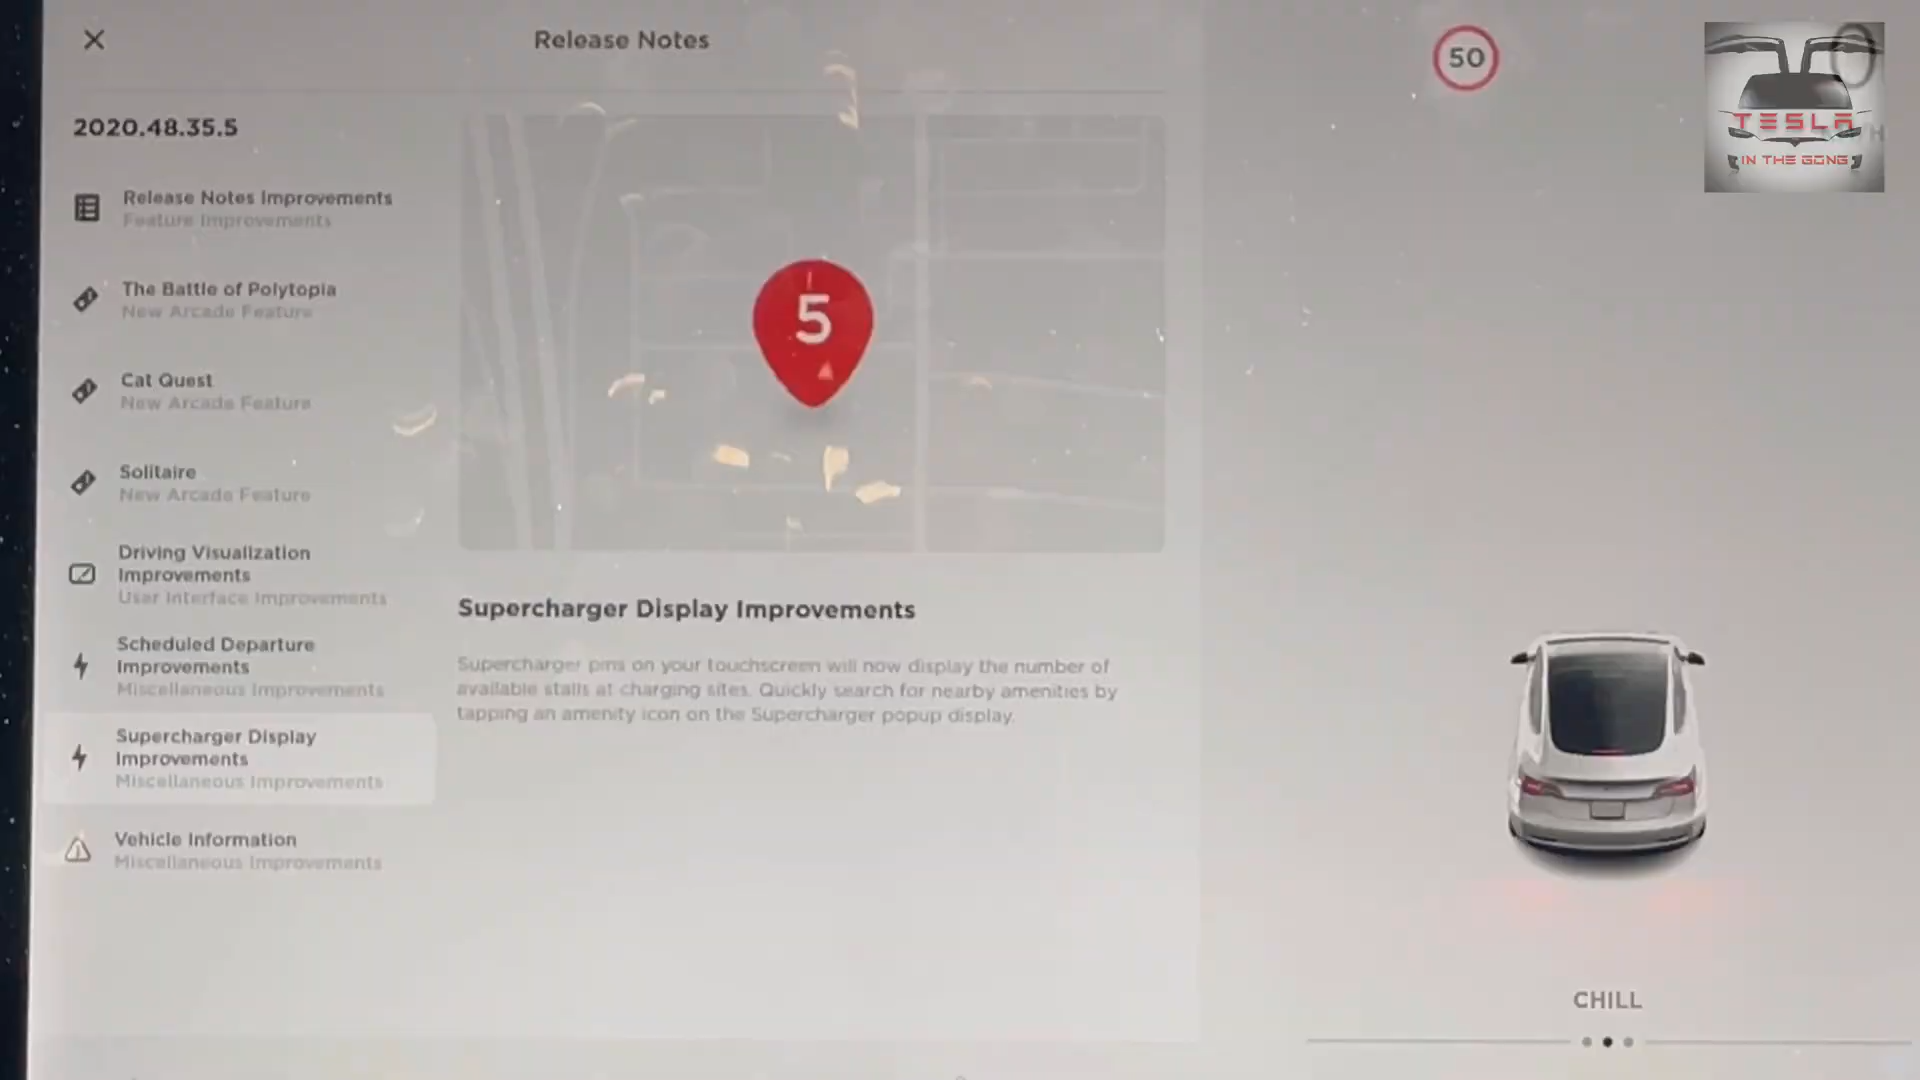 Release Notes
2020.48.35.5
Release Notes Improvements
Feature Improvements
The Battle of Polytopia
New Arcade Feature
Cat Quest
New Arcade Feature
Solitaire
New Arcade Feature
Driving Visualization
Improvements
User Interface Improvements
Scheduled Departure
Improvements
Miscellaneous Improvements
Supercharger Display
Improvements
Miscellaneous Improvements
Vehicle Information
Miscellaneous Improvements
5
Supercharger Display Improvements
Supercharger pins on your touchscreen will now display the number of
available stalls at charging sites. Quickly search for nearby amenities by
tapping an amenity icon on the Supercharger popup display.
50
0
TESLA
IN THE GONG
CHILL